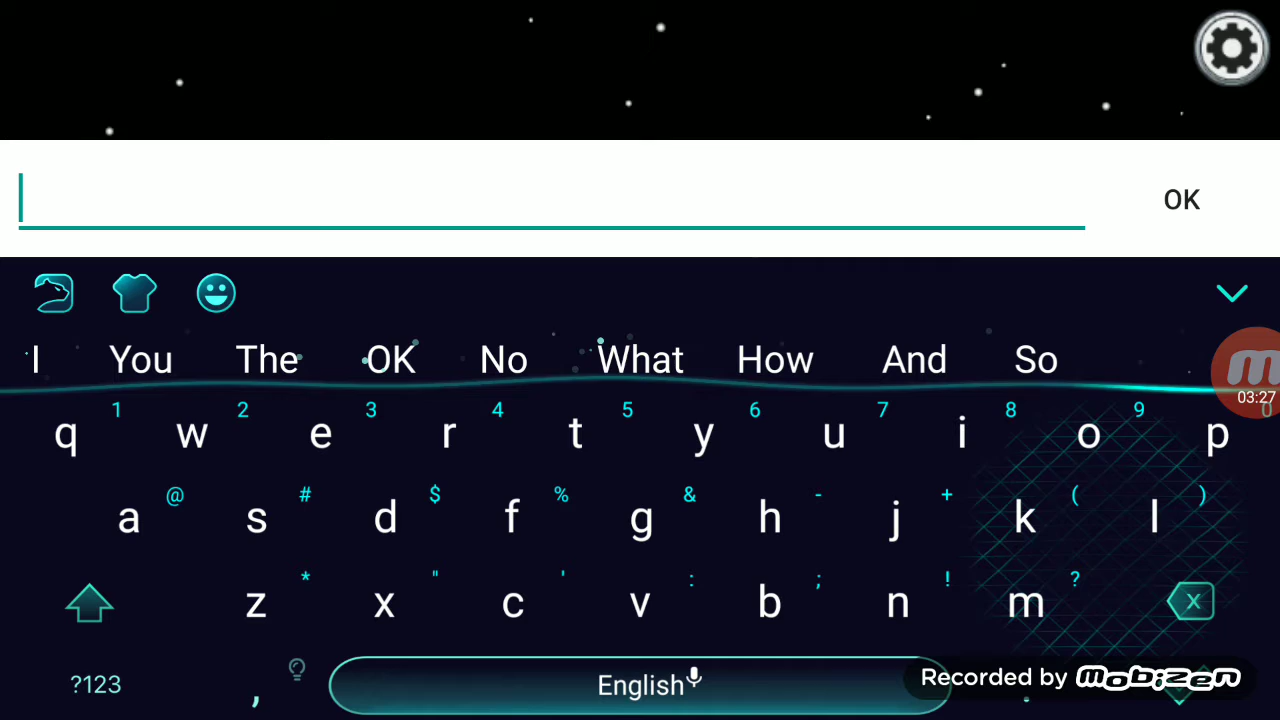 OK
I You The OK No What How And So
03:27
1 2 3 4 5 6 7 8 9 0
q w e r t y u i o p
@ # $ % & - + ( )
a s d f g h j k l
* " ' : ; ! ?
z x c v b n m x
?123 , English .
Recorded by mobizen